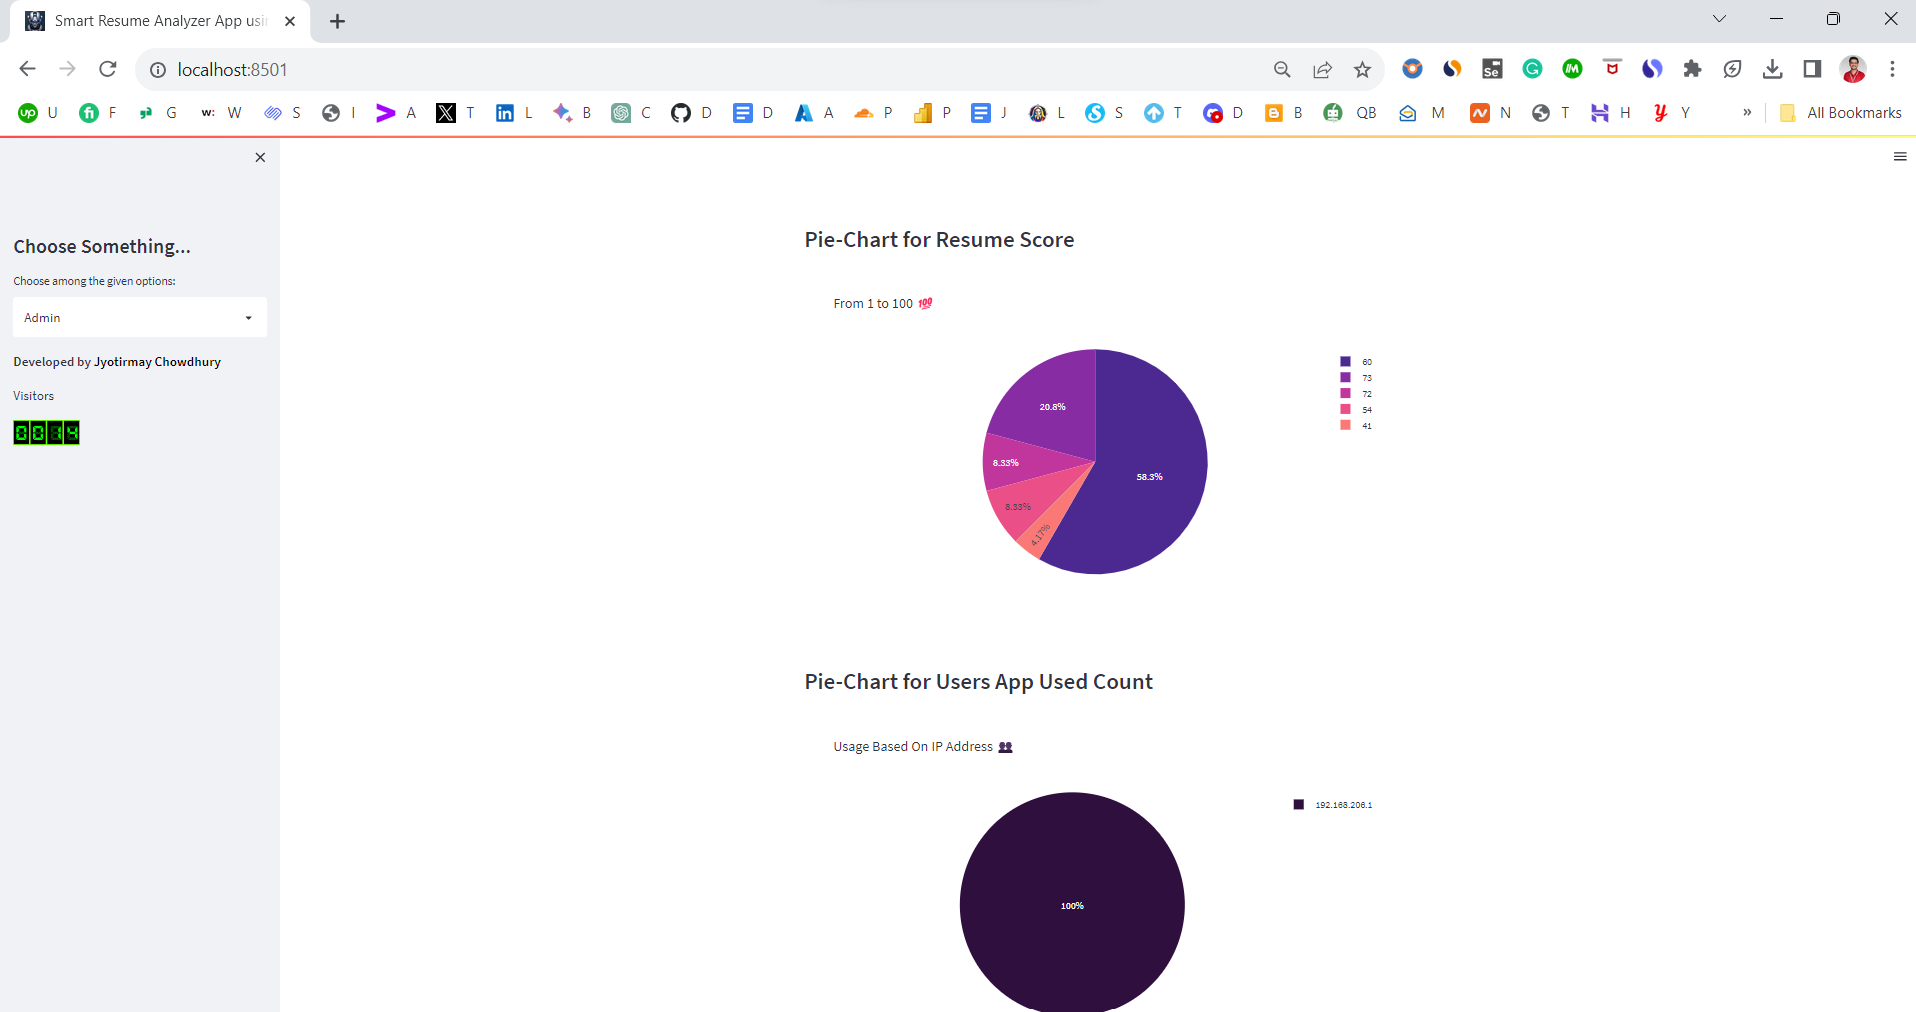 Smart Resume Analyzer App usi
localhost:8501
U F G W S I A T L B C D D A P P J L S T D B QB M N T H Y » All Bookmarks
Choose Something...
Choose among the given options:
Admin
Developed by Jyotirmay Chowdhury
Visitors
0014
Pie-Chart for Resume Score
From 1 to 100 💯
60
73
72
54
41
20.8%
8.33%
8.33%
4.17%
58.3%
Pie-Chart for Users App Used Count
Usage Based On IP Address 👥
192.168.206.1
100%